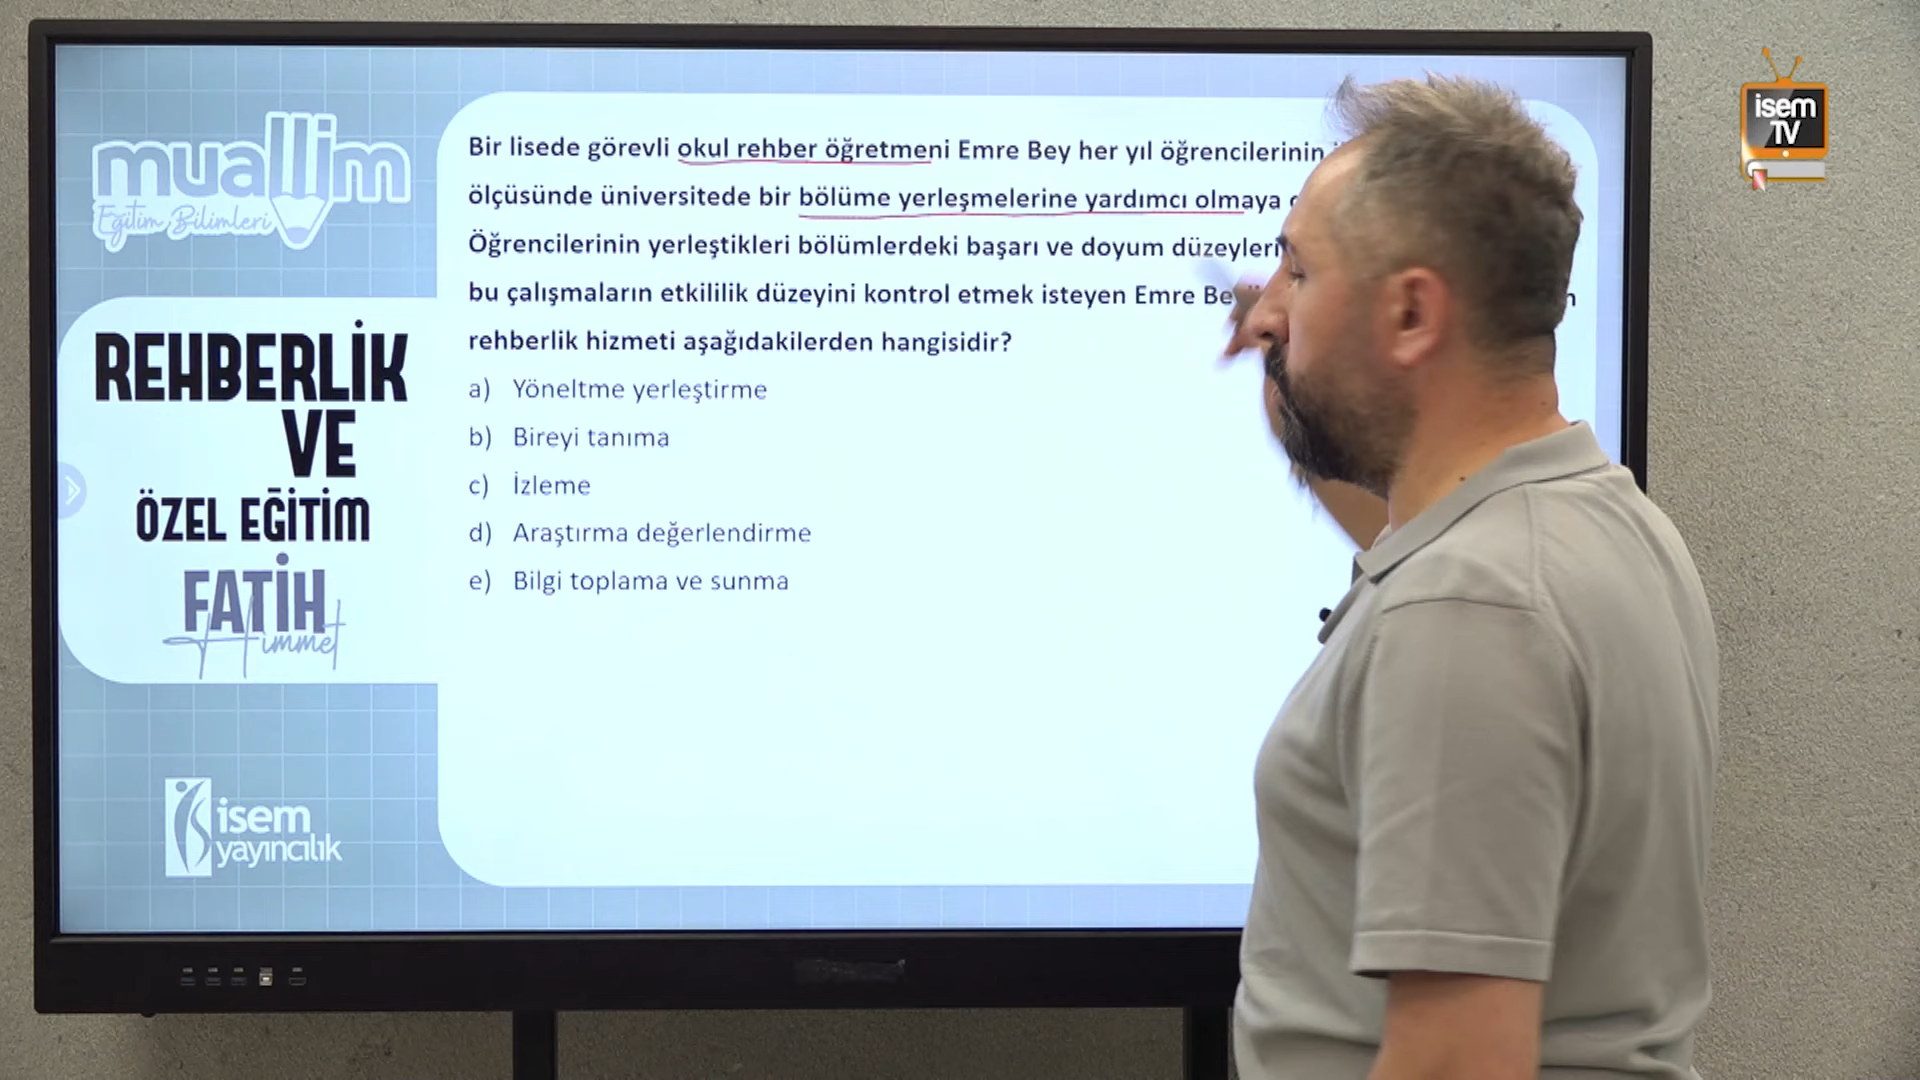 isem
TV
muallim
Eğitim Bilimleri
REHBERLİK
VE
ÖZEL EĞİTİM
FATİH
Himmet
isem
yayıncılık
Bir lisede görevli okul rehber öğretmeni Emre Bey her yıl öğrencilerinin
ölçüsünde üniversitede bir bölüme yerleşmelerine yardımcı olmaya
Öğrencilerinin yerleştikleri bölümlerdeki başarı ve doyum düzeyleri
bu çalışmaların etkililik düzeyini kontrol etmek isteyen Emre
rehberlik hizmeti aşağıdakilerden hangisidir?
a) Yöneltme yerleştirme
b) Bireyi tanıma
c) İzleme
d) Araştırma değerlendirme
e) Bilgi toplama ve sunma